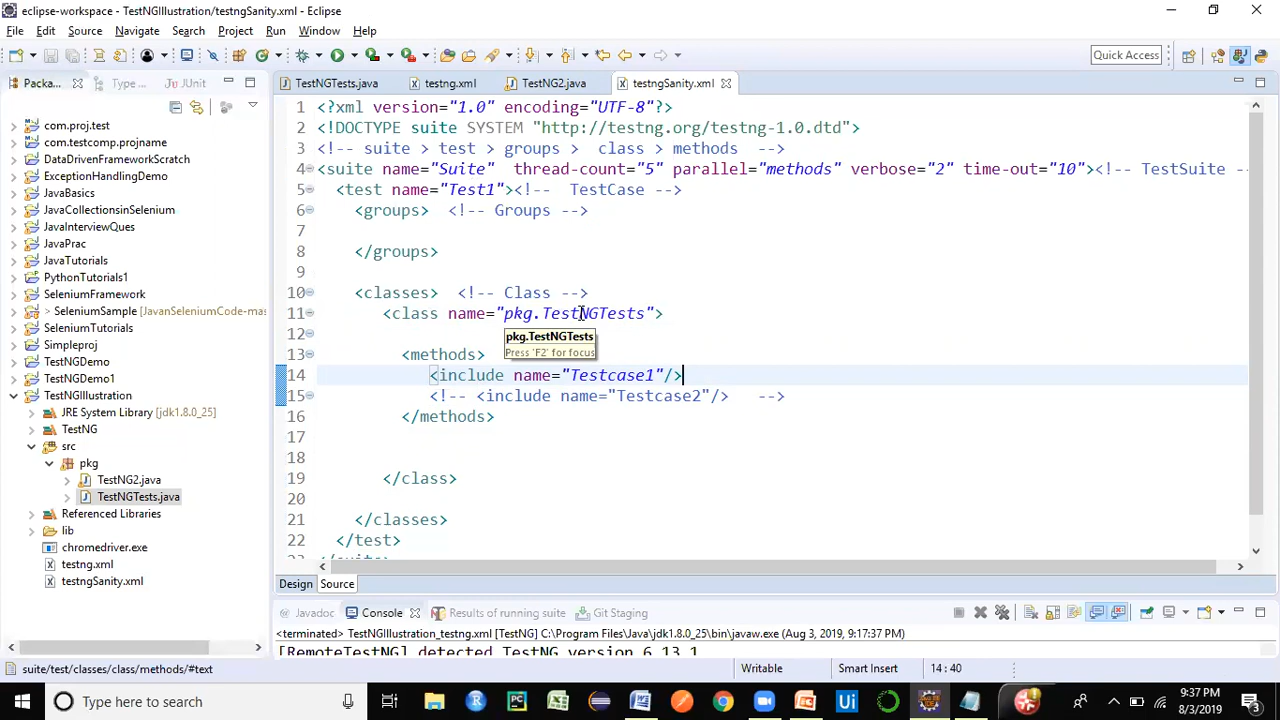 eclipse-workspace - TestNGIllustration/testngSanity.xml - Eclipse
File Edit Source Navigate Search Project Run Window Help
Quick Access
Packa... Type ... JUnit
TestNGTests.java testng.xml TestNG2.java testngSanity.xml
com.proj.test
com.testcomp.projname
DataDrivenFrameworkScratch
ExceptionHandlingDemo
JavaBasics
JavaCollectionsinSelenium
JavaInterviewQues
JavaPrac
JavaTutorials
PythonTutorials1
SeleniumFramework
> SeleniumSample [JavanSeleniumCode-mas
SeleniumTutorials
Simpleproj
TestNGDemo
TestNGDemo1
TestNGIllustration
JRE System Library [jdk1.8.0_25]
TestNG
src
pkg
TestNG2.java
TestNGTests.java
Referenced Libraries
lib
chromedriver.exe
testng.xml
testngSanity.xml
1 <?xml version="1.0" encoding="UTF-8"?>
2 <!DOCTYPE suite SYSTEM "http://testng.org/testng-1.0.dtd">
3 <!-- suite > test > groups > class > methods -->
4 <suite name="Suite" thread-count="5" parallel="methods" verbose="2" time-out="10"><!-- TestSuite --
5 <test name="Test1"><!-- TestCase -->
6 <groups> <!-- Groups -->
7
8 </groups>
9
10 <classes> <!-- Class -->
11 <class name="pkg.TestNGTests">
12
pkg.TestNGTests
Press 'F2' for focus
13 <methods>
14 <include name="Testcase1"/>
15 <!-- <include name="Testcase2"/> -->
16 </methods>
17
18
19 </class>
20
21 </classes>
22 </test>
23 </suite>
Design Source
Javadoc Console Results of running suite Git Staging
<terminated> TestNGIllustration_testng.xml [TestNG] C:\Program Files\Java\jdk1.8.0_25\bin\javaw.exe (Aug 3, 2019, 9:17:37 PM)
[RemoteTestNG] detected TestNG version 6.13.1
suite/test/classes/class/methods/#text Writable Smart Insert 14 : 40
Type here to search
9:37 PM
8/3/2019